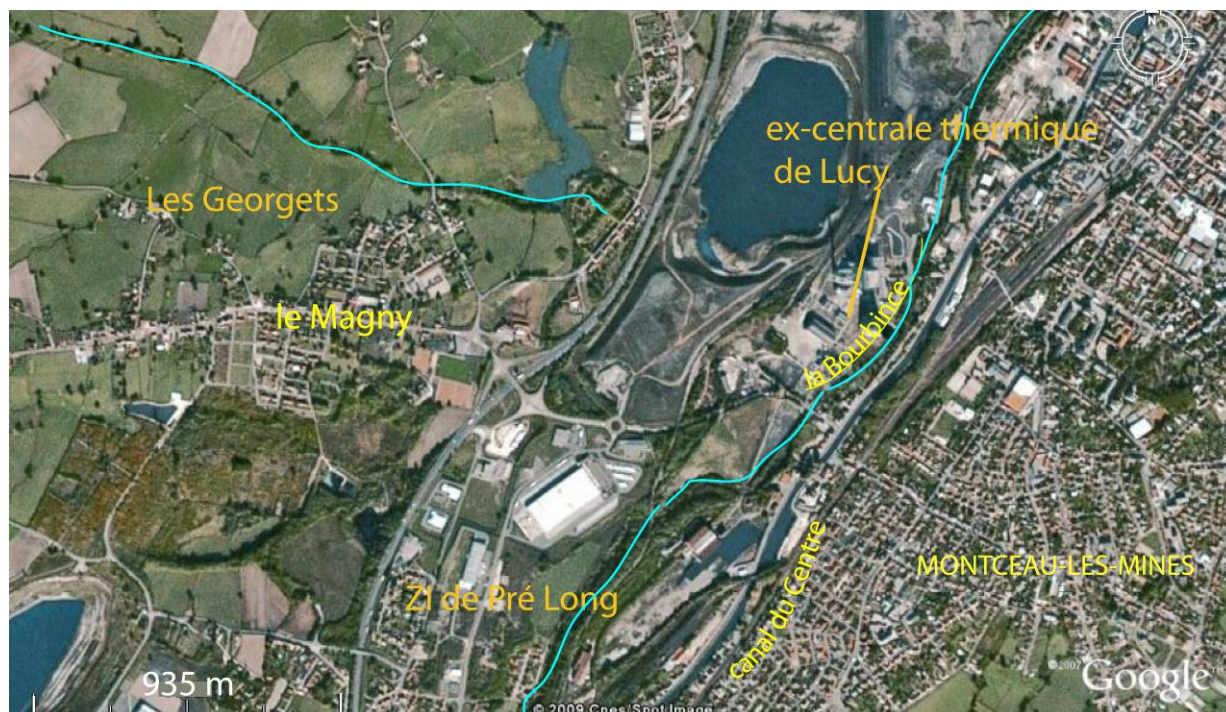 N
ex-centrale thermique
de Lucy
Les Georgets
le Magny
la Bourbince
ZI de Pré Long
canal du Centre
MONTCEAU-LES-MINES
©2007 Google™
935 m
© 2009 Cnes/Spot Image